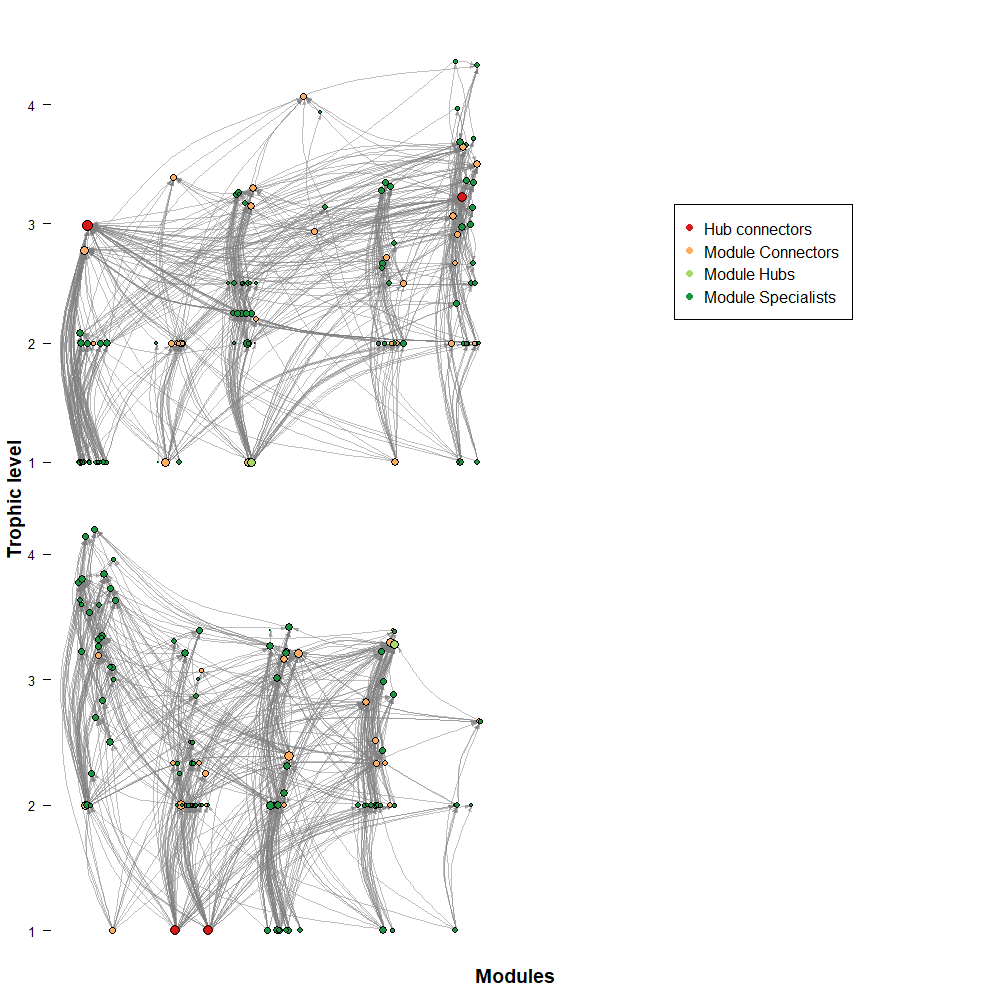 4
3
2
1
Hub connectors
Module Connectors
Module Hubs
Module Specialists
Trophic level
4
3
2
1
Modules